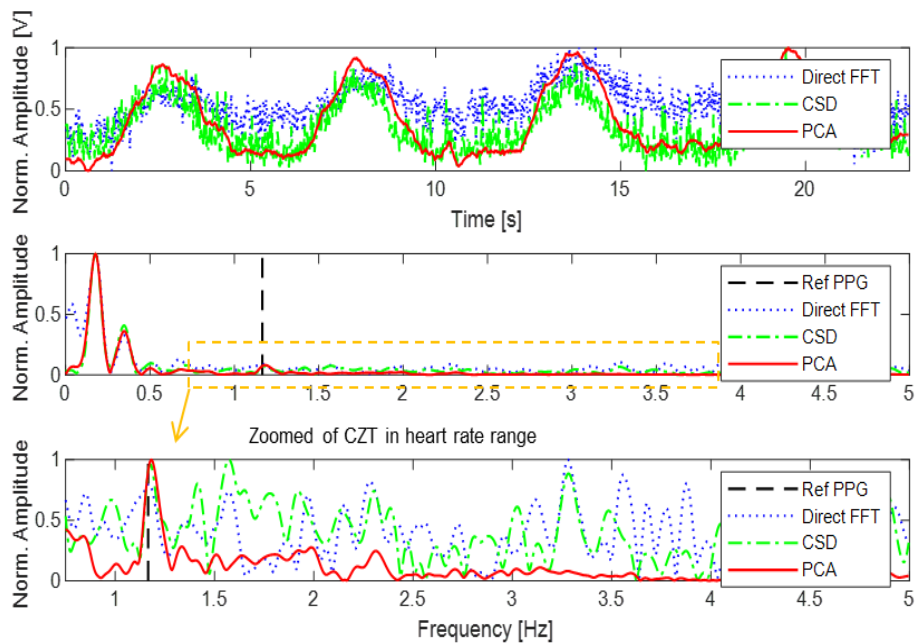 Norm. Amplitude [V]
1
0.5
0
Direct FFT
CSD
PCA
0 5 10 15 20
Time [s]
Norm. Amplitude
1
0.5
0
Ref PPG
Direct FFT
CSD
PCA
0 0.5 1 1.5 2 2.5 3 3.5 4 4.5 5
Zoomed of CZT in heart rate range
Norm. Amplitude
1
0.5
0
Ref PPG
Direct FFT
CSD
PCA
1 1.5 2 2.5 3 3.5 4 4.5 5
Frequency [Hz]